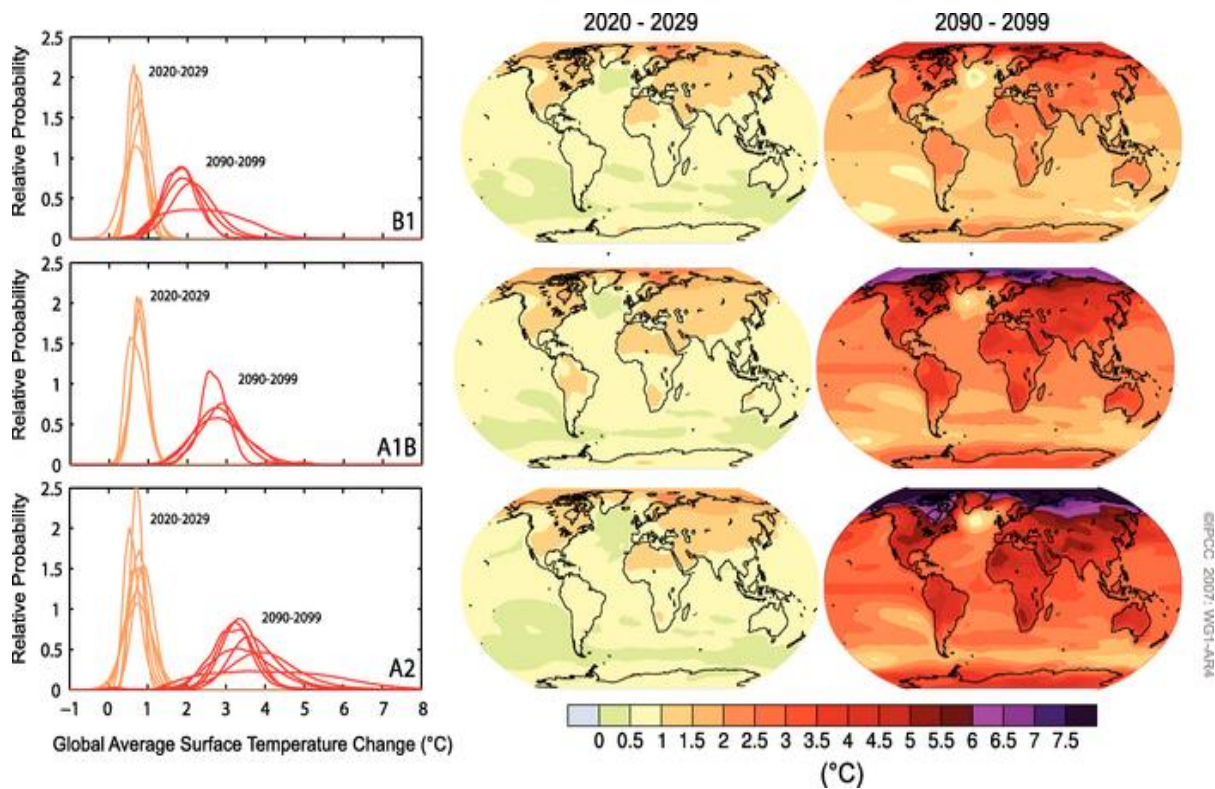 2020 - 2029
2090 - 2099
Relative Probability
2.5
2
1.5
1
0.5
0
2020-2029
2090-2099
B1
Relative Probability
2.5
2
1.5
1
0.5
0
2020-2029
2090-2099
A1B
Relative Probability
2.5
2
1.5
1
0.5
0
2020-2029
2090-2099
A2
-1 0 1 2 3 4 5 6 7 8
Global Average Surface Temperature Change (°C)
0 0.5 1 1.5 2 2.5 3 3.5 4 4.5 5 5.5 6 6.5 7 7.5
(°C)
©IPCC 2007: WG1-AR4